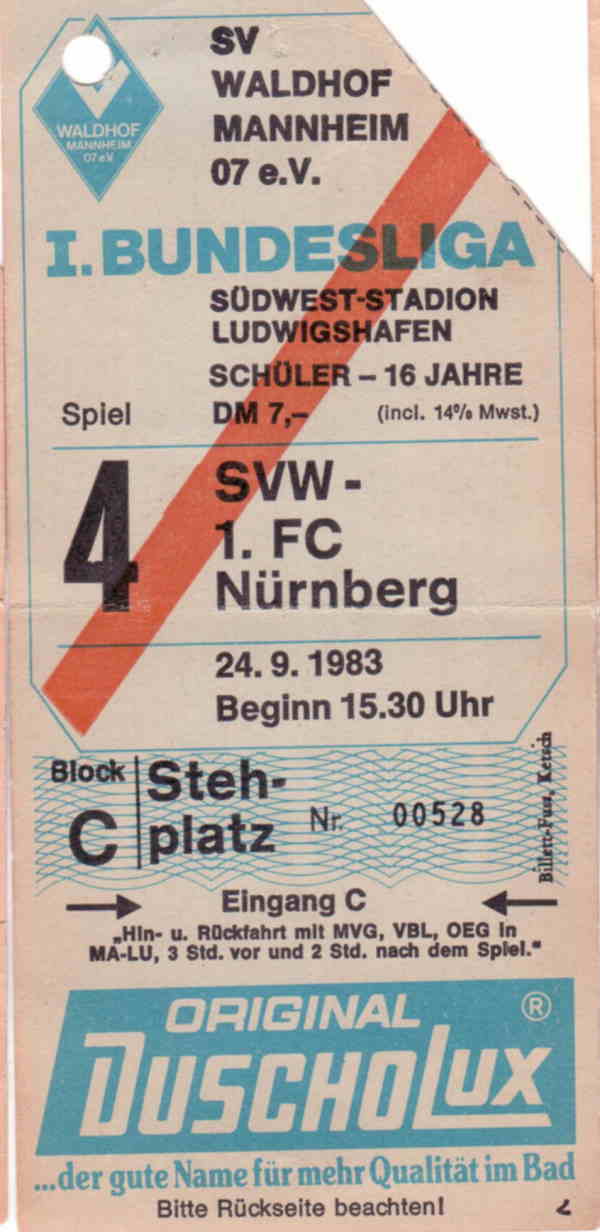 WALDHOF
MANNHEIM
07 e.V
SV
WALDHOF
MANNHEIM
07 e.V.
I. BUNDESLIGA
SÜDWEST-STADION
LUDWIGSHAFEN
SCHÜLER – 16 JAHRE
Spiel DM 7,– (incl. 14% Mwst.)
4 SVW -
1. FC
Nürnberg
24. 9. 1983
Beginn 15.30 Uhr
Block C
Steh-
platz
Nr. 00528
Billett-Fuss, Ketsch
Eingang C
„Hin- u. Rückfahrt mit MVG, VBL, OEG in
MA-LU, 3 Std. vor und 2 Std. nach dem Spiel."
ORIGINAL ®
DUSCHOLUX
...der gute Name für mehr Qualität im Bad
Bitte Rückseite beachten!